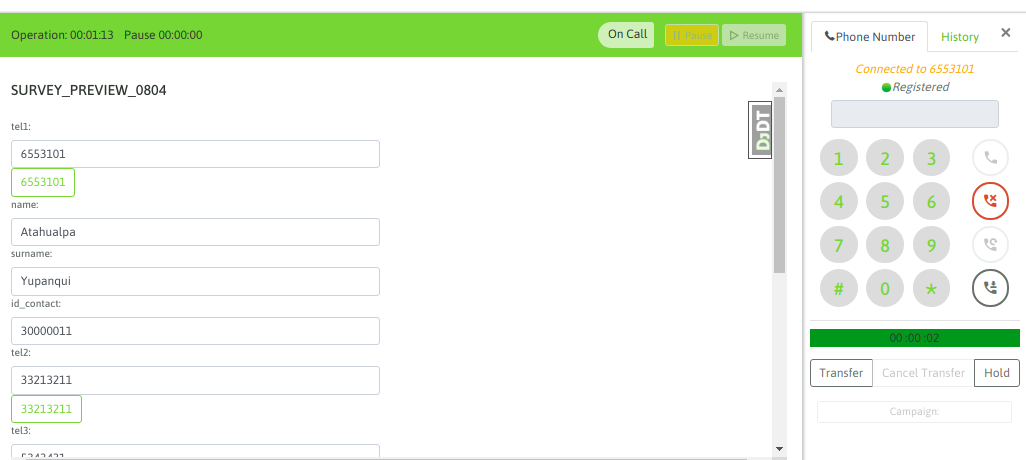 Operation: 00:01:13 Pause 00:00:00
On Call
Pause
Resume
SURVEY_PREVIEW_0804
DJDT
tel1:
6553101
6553101
name:
Atahualpa
surname:
Yupanqui
id_contact:
30000011
tel2:
33213211
33213211
tel3:
Phone Number
History
Connected to 6553101
Registered
1 2 3
4 5 6
7 8 9
# 0 *
00:00:02
Transfer
Cancel Transfer
Hold
Campaign: